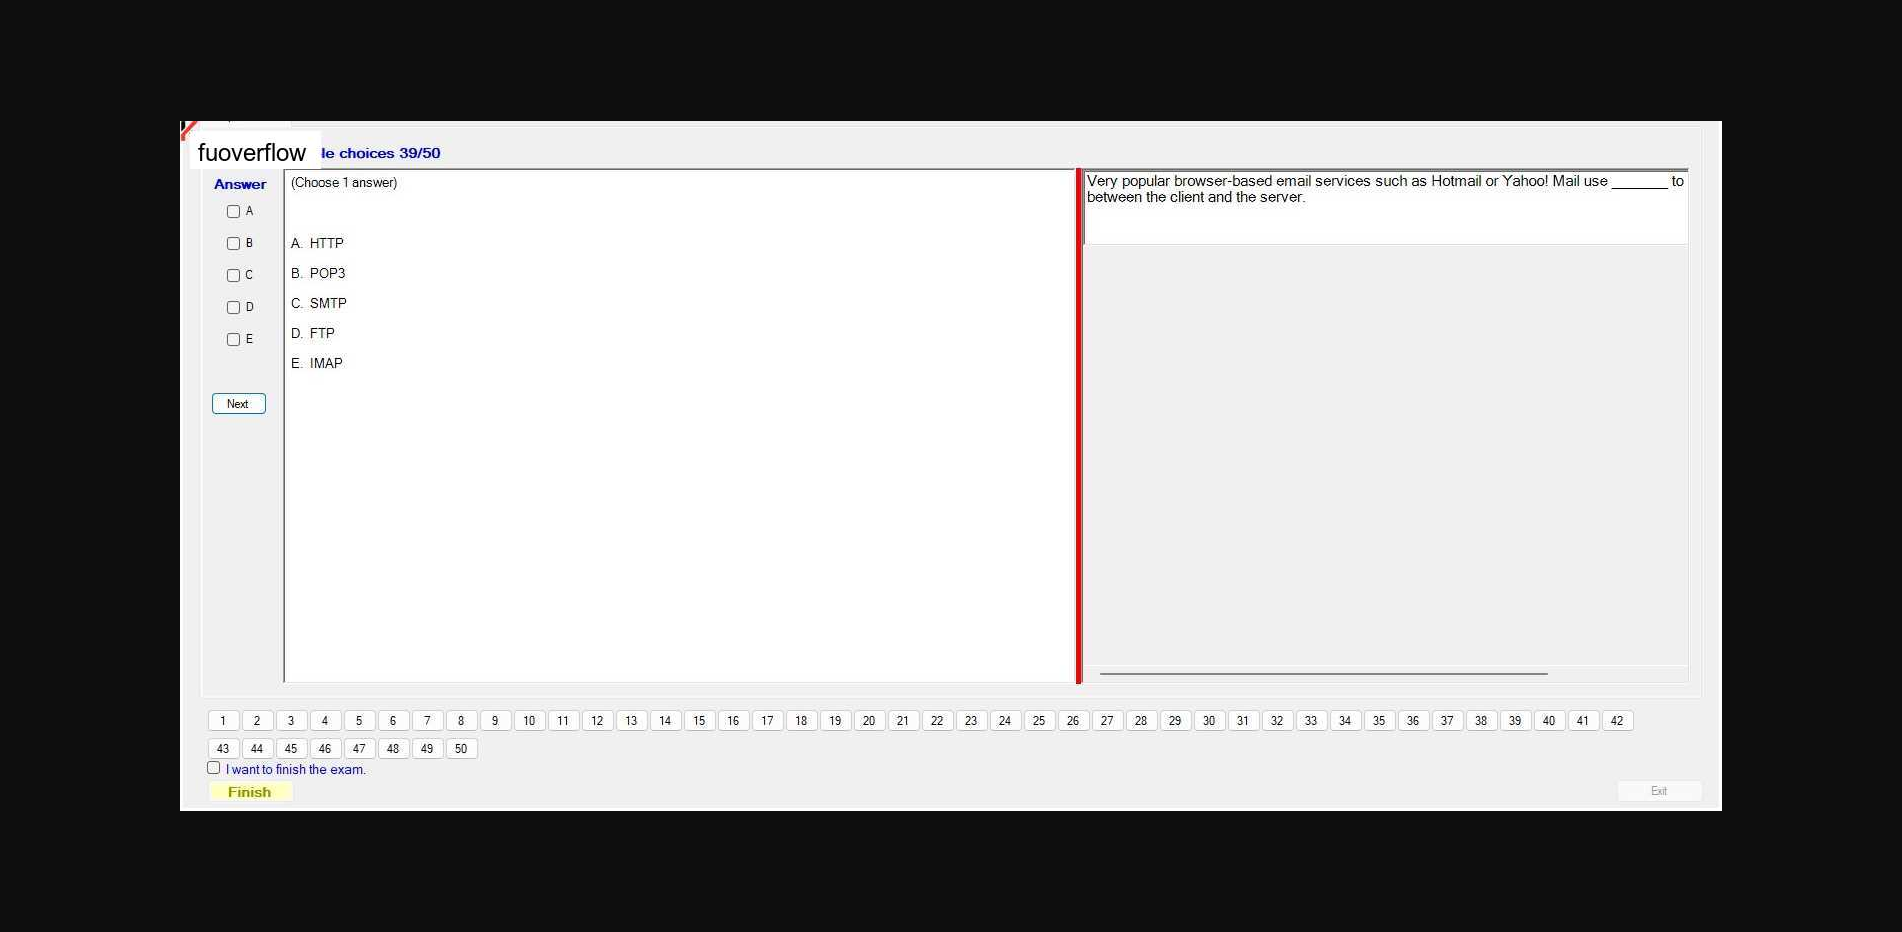 fuoverflow le choices 39/50
Answer
A
B
C
D
E
Next
(Choose 1 answer)
A. HTTP
B. POP3
C. SMTP
D. FTP
E. IMAP
Very popular browser-based email services such as Hotmail or Yahoo! Mail use _______ to
between the client and the server.
1 2 3 4 5 6 7 8 9 10 11 12 13 14 15 16 17 18 19 20 21 22 23 24 25 26 27 28 29 30 31 32 33 34 35 36 37 38 39 40 41 42
43 44 45 46 47 48 49 50
I want to finish the exam.
Finish
Exit